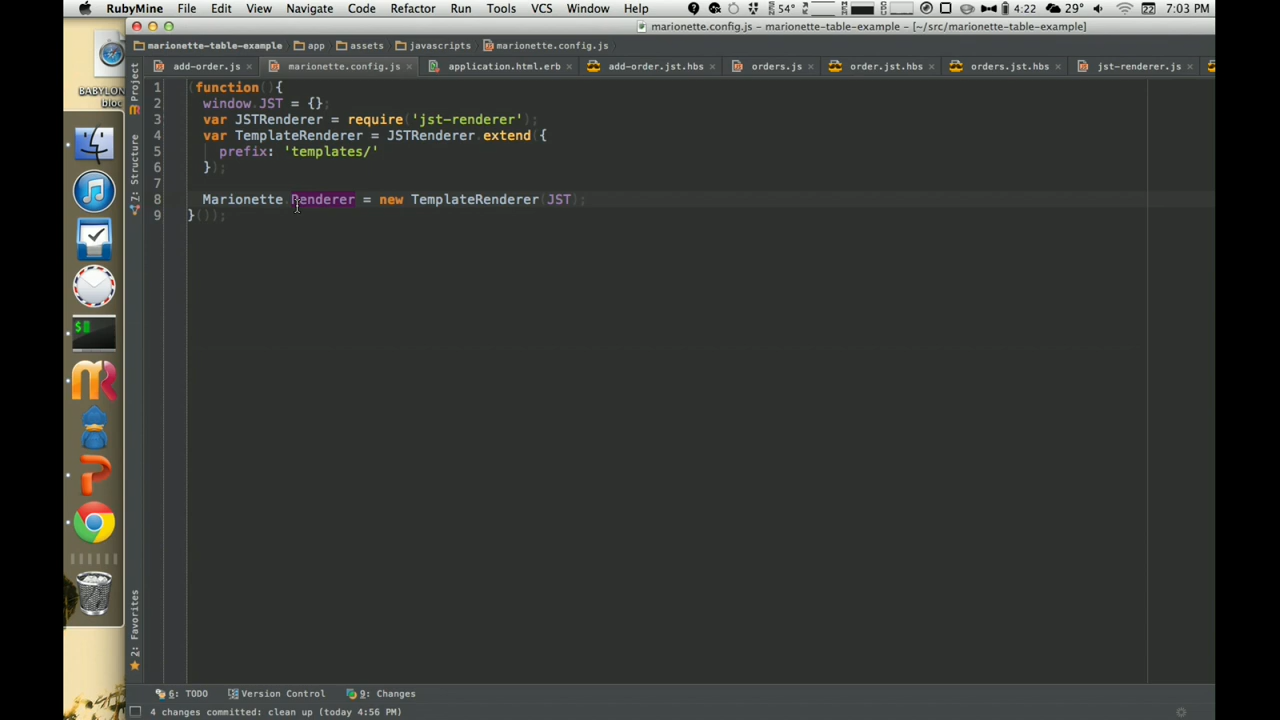 RubyMine File Edit View Navigate Code Refactor Run Tools VCS Window Help 54° 4:22 29° 22 7:03 PM
marionette.config.js - marionette-table-example - [~/src/marionette-table-example]
marionette-table-example app assets javascripts marionette.config.js
add-order.js marionette.config.js application.html.erb add-order.jst.hbs orders.js order.jst.hbs orders.jst.hbs jst-renderer.js
Project
Z: Structure
2: Favorites
1 (function(){
2 window.JST = {};
3 var JSTRenderer = require('jst-renderer');
4 var TemplateRenderer = JSTRenderer.extend({
5 prefix: 'templates/'
6 });
7
8 Marionette.Renderer = new TemplateRenderer(JST);
9 }());
6: TODO Version Control 9: Changes
4 changes committed: clean up (today 4:56 PM)